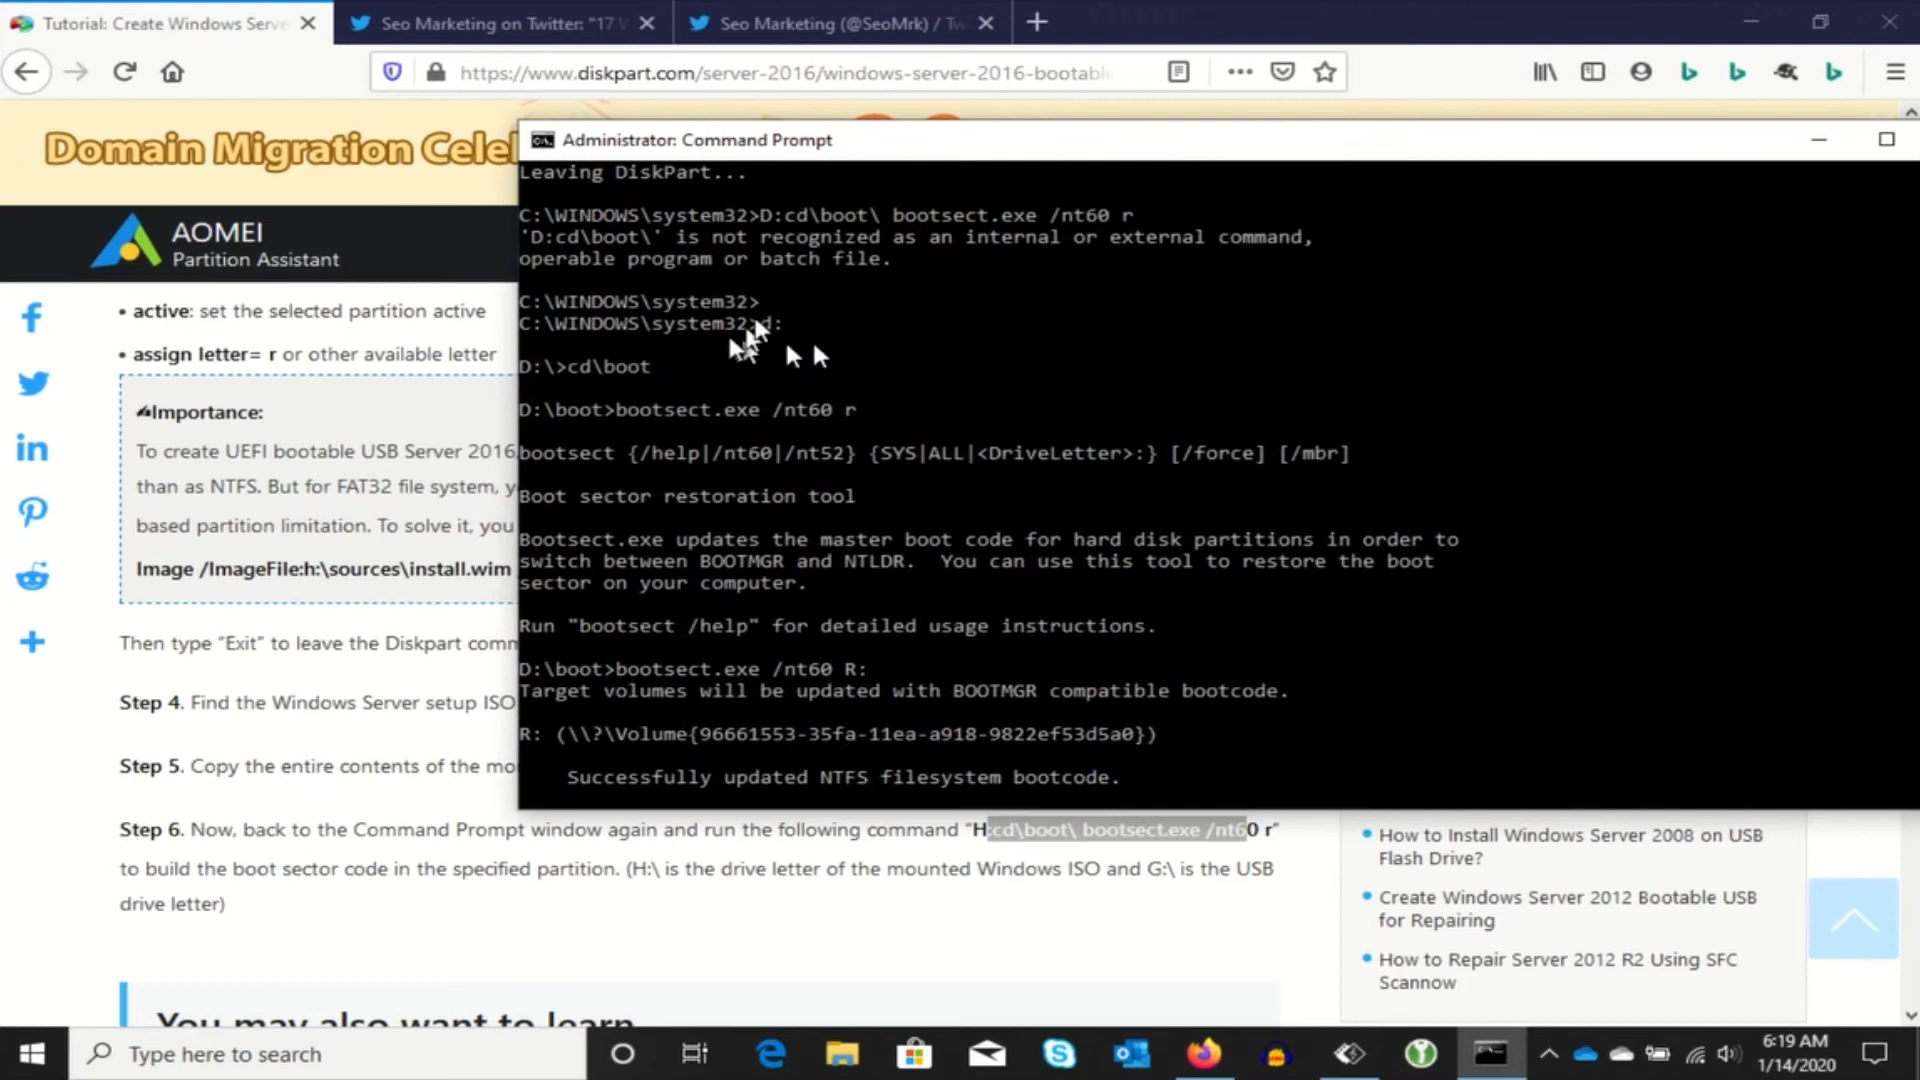 Tutorial: Create Windows Serve
Seo Marketing on Twitter: "17
Seo Marketing (@SeoMrk) / Tw
https://www.diskpart.com/server-2016/windows-server-2016-bootabl
Domain Migration Celel
AOMEI
Partition Assistant
• active: set the selected partition active
• assign letter= r or other available letter
Importance:
To create UEFI bootable USB Server 2016
than as NTFS. But for FAT32 file system, y
based partition limitation. To solve it, you
Image /ImageFile:h:\sources\install.wim
Then type "Exit" to leave the Diskpart comm
Step 4. Find the Windows Server setup ISO
Step 5. Copy the entire contents of the mo
Administrator: Command Prompt
Leaving DiskPart...
C:\WINDOWS\system32>D:cd\boot\ bootsect.exe /nt60 r
'D:cd\boot\' is not recognized as an internal or external command,
operable program or batch file.
C:\WINDOWS\system32>
C:\WINDOWS\system32>d:
D:\>cd\boot
D:\boot>bootsect.exe /nt60 r
bootsect {/help|/nt60|/nt52} {SYS|ALL|<DriveLetter>:} [/force] [/mbr]
Boot sector restoration tool
Bootsect.exe updates the master boot code for hard disk partitions in order to
switch between BOOTMGR and NTLDR.  You can use this tool to restore the boot
sector on your computer.
Run "bootsect /help" for detailed usage instructions.
D:\boot>bootsect.exe /nt60 R:
Target volumes will be updated with BOOTMGR compatible bootcode.
R: (\\?\Volume{96661553-35fa-11ea-a918-9822ef53d5a0})
Successfully updated NTFS filesystem bootcode.
Step 6. Now, back to the Command Prompt window again and run the following command "H:cd\boot\ bootsect.exe /nt60 r"
to build the boot sector code in the specified partition. (H:\ is the drive letter of the mounted Windows ISO and G:\ is the USB
drive letter)
You may also want to learn
• How to Install Windows Server 2008 on USB
Flash Drive?
• Create Windows Server 2012 Bootable USB
for Repairing
• How to Repair Server 2012 R2 Using SFC
Scannow
Type here to search
6:19 AM
1/14/2020